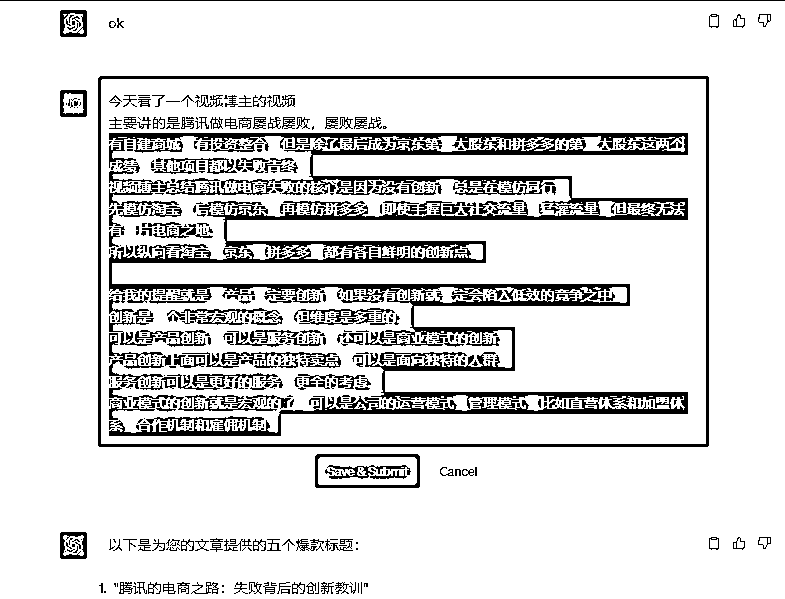 ok
今天看了一个视频博主的视频
主要讲的是腾讯做电商屡战屡败，屡败屡战。
有自建商城 有投资整合 但是除了最后成为京东第 大股东和拼多多的第 大股东这两个
成绩 其他项目都以失败告终
视频博主总结腾讯做电商失败的核心是因为没有创新 总是在模仿同行
先模仿淘宝 后模仿京东 再模仿拼多多 即使手握巨大社交流量 猛灌流量 但最终无法
有 片电商之地
所以纵向看淘宝 京东 拼多多 都有各自鲜明的创新点
给我的提醒就是 产品 定要创新 如果没有创新就 定会陷入低效的竞争之中
创新是 个非常宏观的概念 但维度是多重的
可以是产品创新 可以是服务创新 还可以是商业模式的创新
产品创新上面可以是产品的独特卖点 可以是面向独特的人群
服务创新可以是更好的服务 更全的考虑
商业模式的创新就是宏观的了 可以是公司的运营模式 管理模式 比如直营体系和加盟体
系 合作机制和雇佣机制
Save & Submit Cancel
以下是为您的文章提供的五个爆款标题：
1. "腾讯的电商之路：失败背后的创新教训"